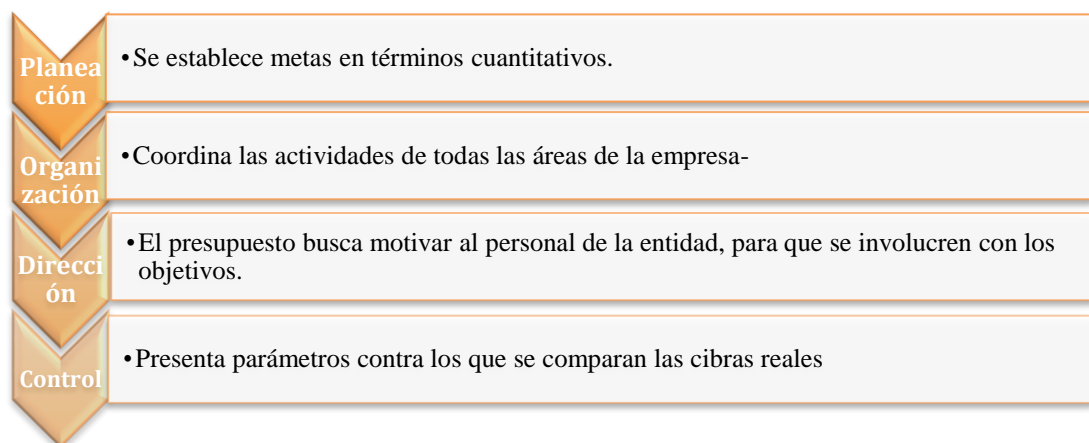 Planea
ción
•Se establece metas en términos cuantitativos.
Organi
zación
•Coordina las actividades de todas las áreas de la empresa-
Direcci
ón
•El presupuesto busca motivar al personal de la entidad, para que se involucren con los
objetivos.
Control
•Presenta parámetros contra los que se comparan las cibras reales